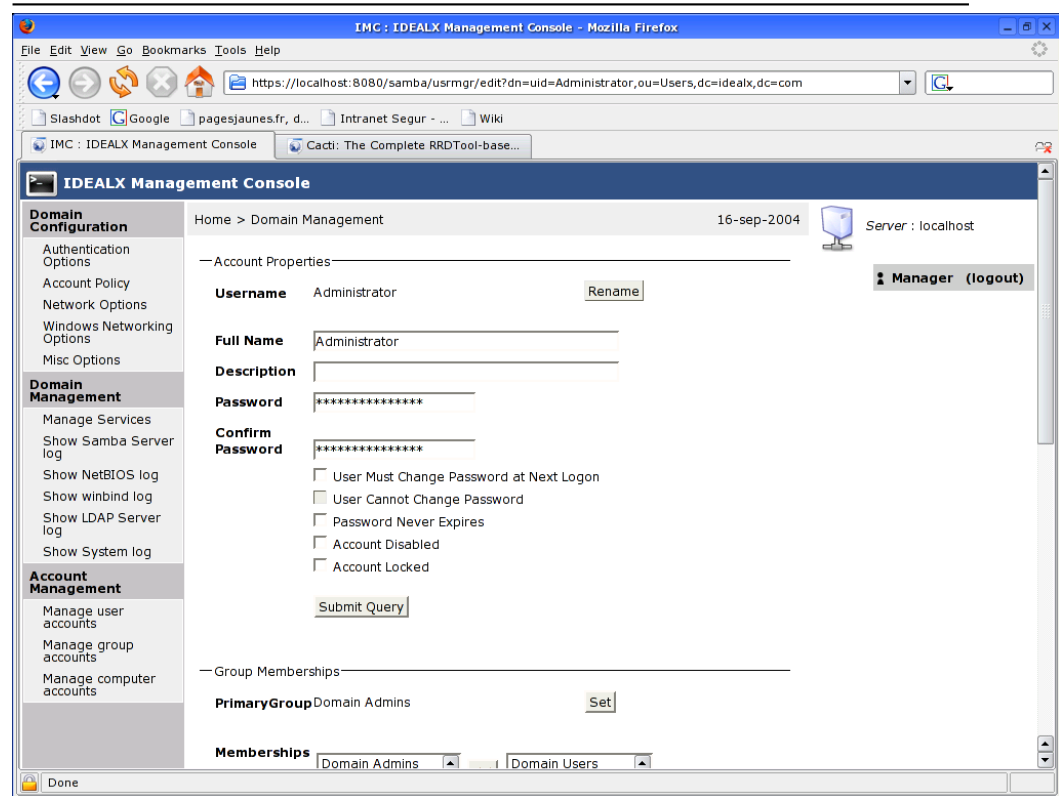 IMC : IDEALX Management Console - Mozilla Firefox
File Edit View Go Bookmarks Tools Help
https://localhost:8080/samba/usrmgr/edit?dn=uid=Administrator,ou=Users,dc=idealx,dc=com
G
Slashdot Google pagesjaunes.fr, d... Intranet Segur - ... Wiki
IMC : IDEALX Managem Cacti: The Complete RRDTool-base...
ent Console
IDEALX Management Console
Domain
Configuration
Authentication
Options
Account Policy
Network Options
Windows Networking
Options
Misc Options
Domain
Management
Manage Services
Show Samba Server
log
Show NetBIOS log
Show winbind log
Show LDAP Server
log
Show System log
Account
Management
Manage user
accounts
Manage group
accounts
Manage computer
accounts
Home > Domain Management 16-sep-2004
Account Properties
Username Administrator Rename
Full Name Administrator
Description
Password ***************
Confirm
Password ***************
User Must Change Password at Next Logon
User Cannot Change Password
Password Never Expires
Account Disabled
Account Locked
Submit Query
Group Memberships
PrimaryGroup Domain Admins Set
Memberships
Domain Admins Domain Users
Server : localhost
Manager (logout)
Done